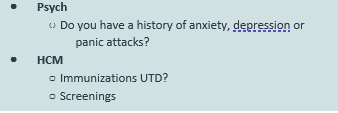 • Psych
○ Do you have a history of anxiety, depression or
panic attacks?
• HCM
○ Immunizations UTD?
○ Screenings